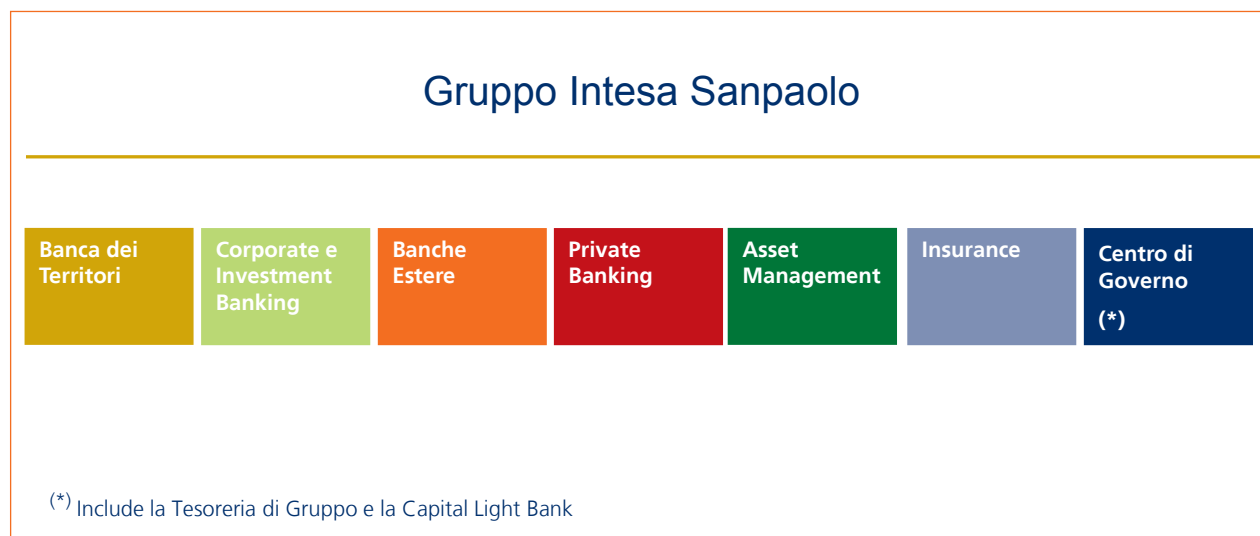 Gruppo Intesa Sanpaolo
Banca dei
Territori
Corporate e
Investment
Banking
Banche
Estere
Private
Banking
Asset
Management
Insurance
Centro di
Governo
(*)
(*) Include la Tesoreria di Gruppo e la Capital Light Bank